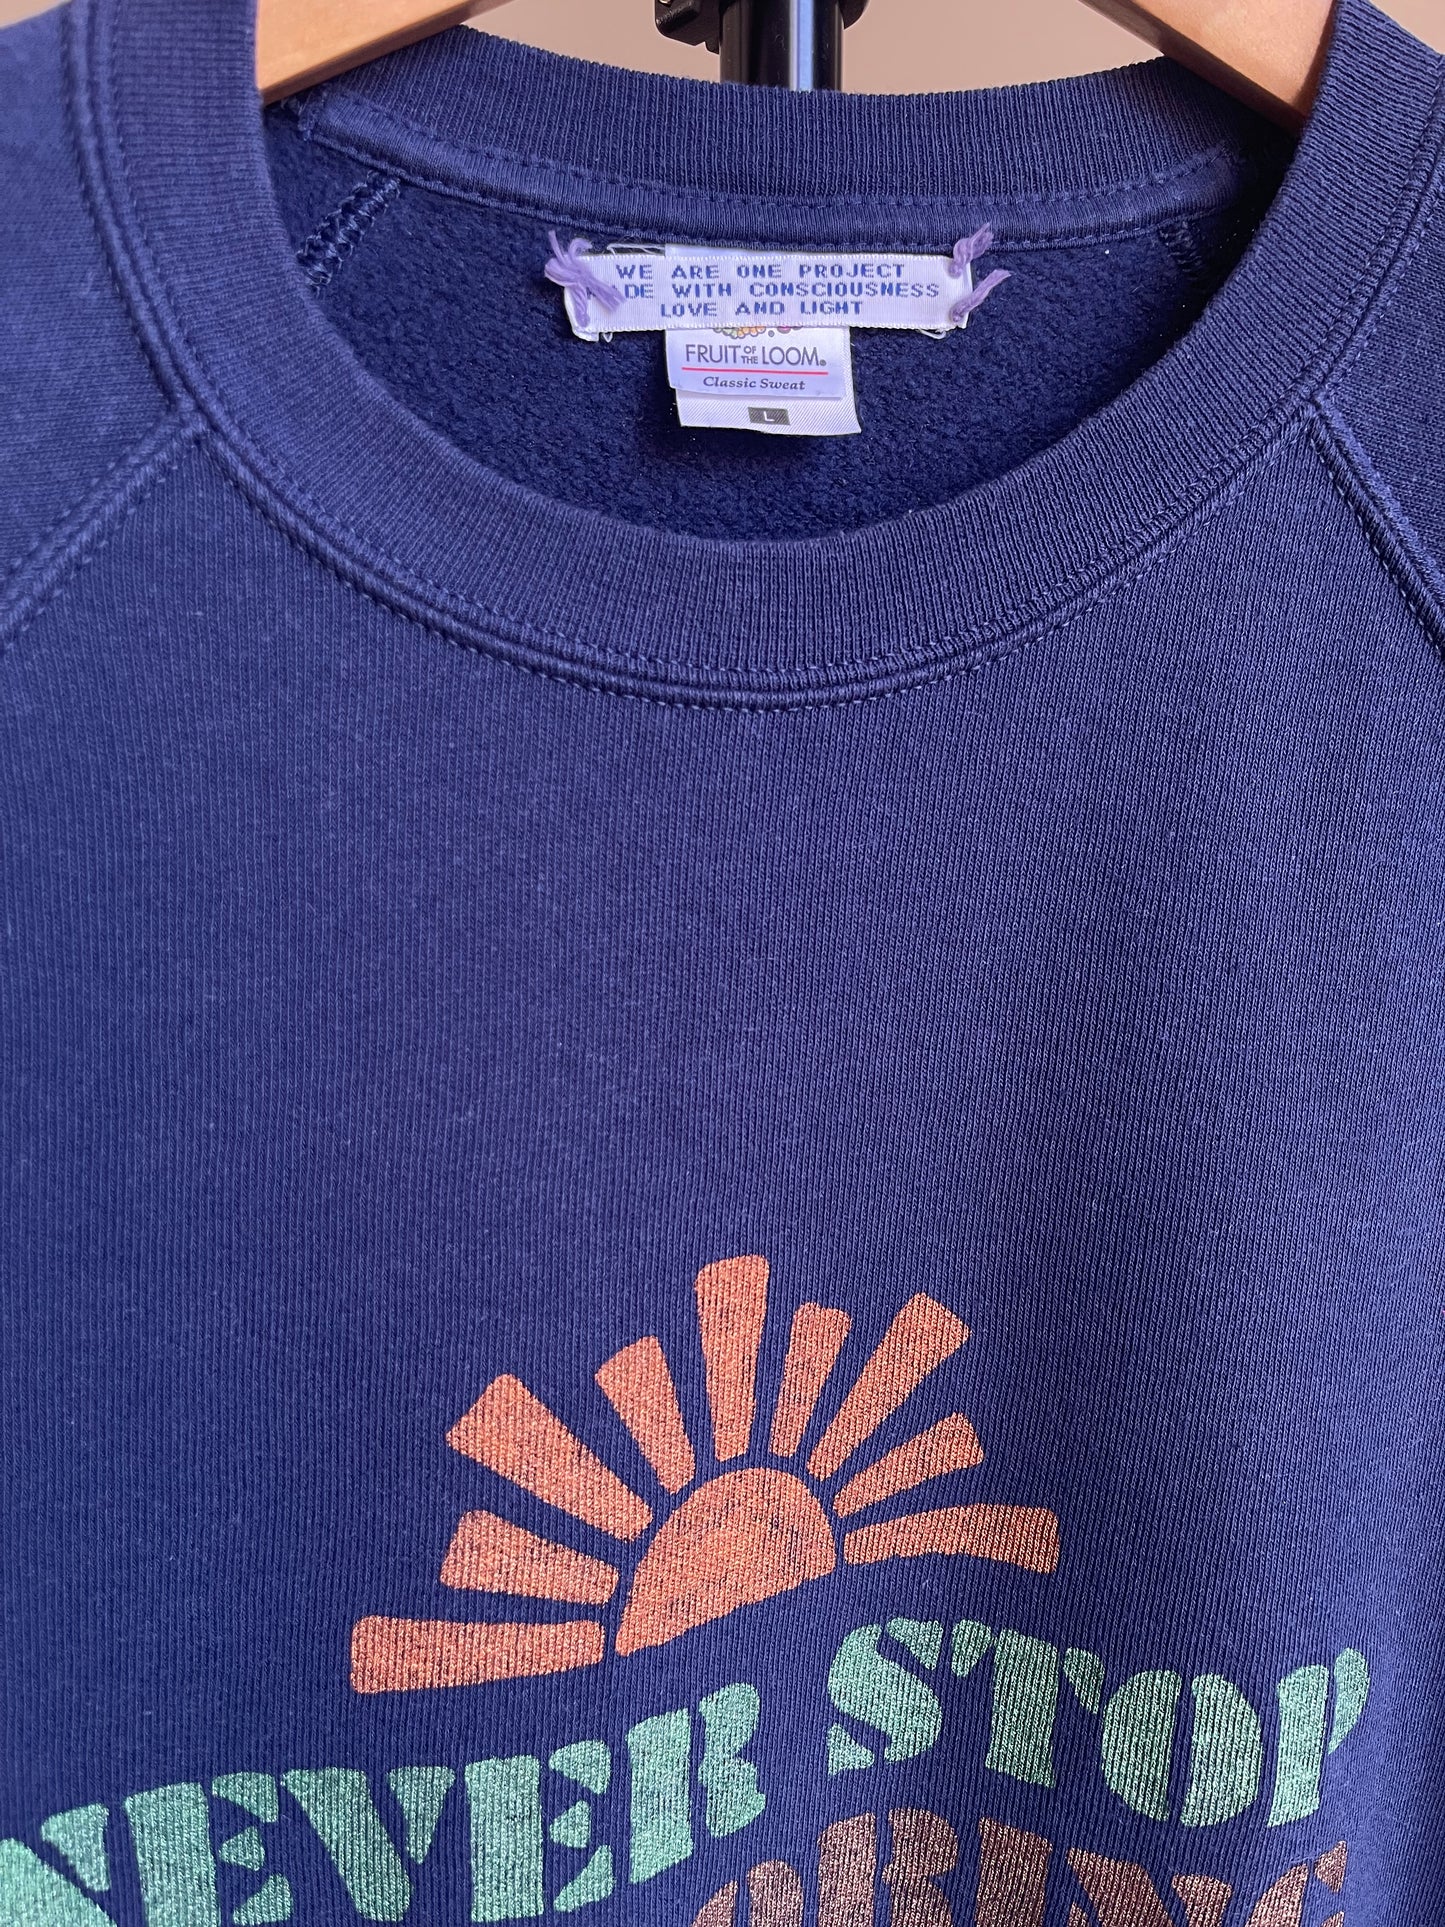 WE ARE ONE PROJECT
MADE WITH CONSCIOUSNESS
LOVE AND LIGHT
FRUIT OF THE LOOM®
Classic Sweat
L
NEVER STOP